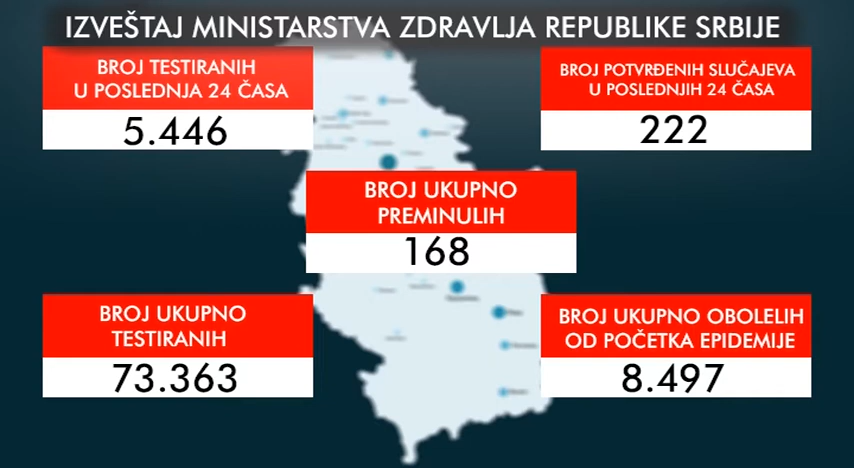 IZVEŠTAJ MINISTARSTVA ZDRAVLJA REPUBLIKE SRBIJE
BROJ TESTIRANIH
U POSLEDNJA 24 ČASA
5.446
BROJ POTVRĐENIH SLUČAJEVA
U POSLEDNJIH 24 ČASA
222
BROJ UKUPNO
PREMINULIH
168
BROJ UKUPNO
TESTIRANIH
73.363
BROJ UKUPNO OBOLELIH
OD POČETKA EPIDEMIJE
8.497